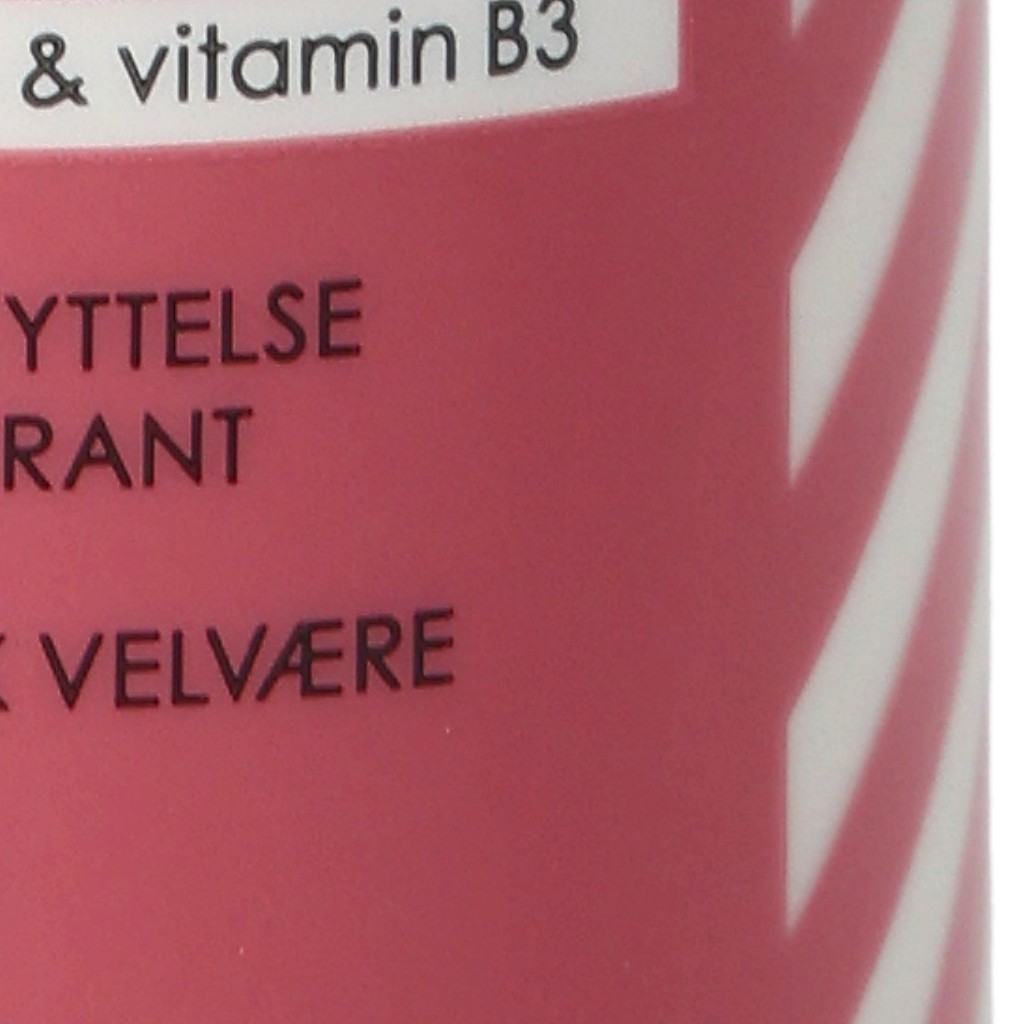 & vitamin B3
YTTELSE
RANT
VELVÆRE